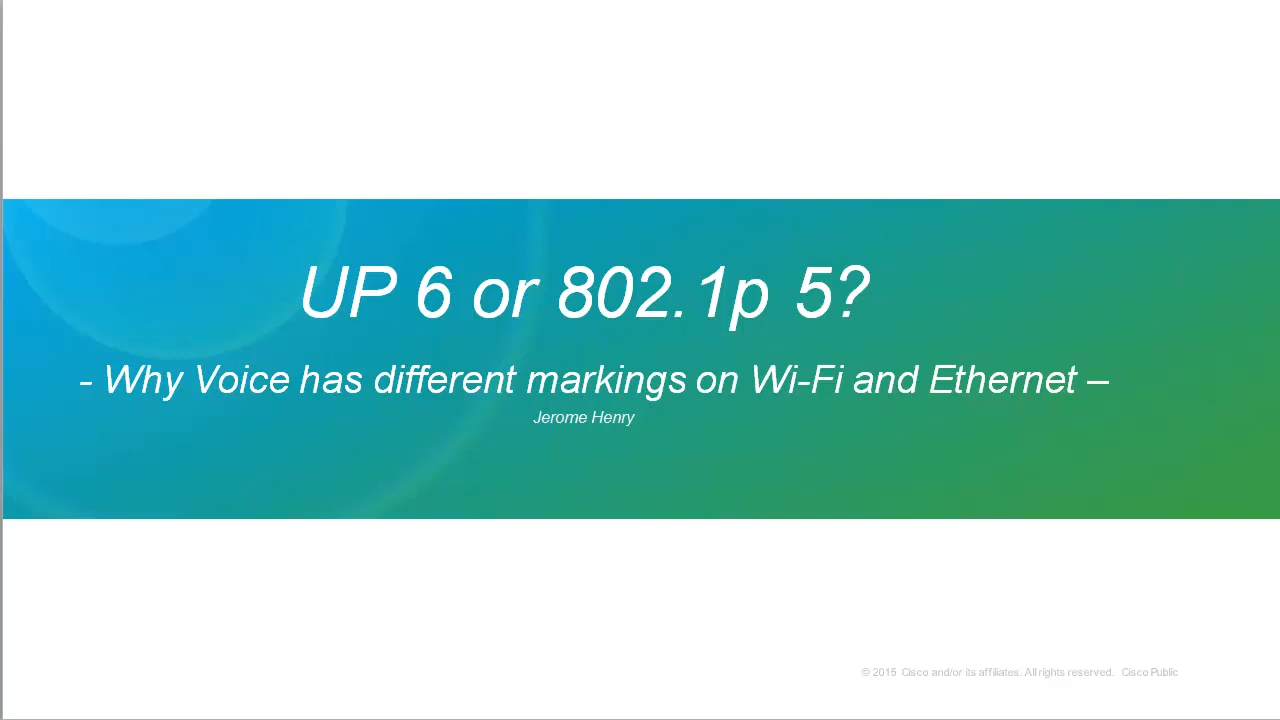 UP 6 or 802.1p 5?
- Why Voice has different markings on Wi-Fi and Ethernet –
Jerome Henry
© 2015 Cisco and/or its affiliates. All rights reserved. Cisco Public